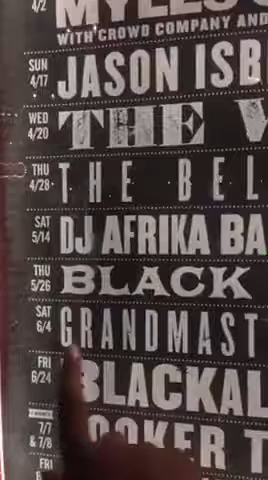 4/2 MYLES
WITH CROWD COMPANY AND
SUN 4/17 JASON ISB
WED 4/20 THE
THU 4/28 THE BEL
SAT 5/14 DJ AFRIKA BA
THU 5/26 BLACK
SAT 6/4 GRANDMAST
FRI 6/24 BLACKAL
7/7 & 7/8 OOKER T
FRI